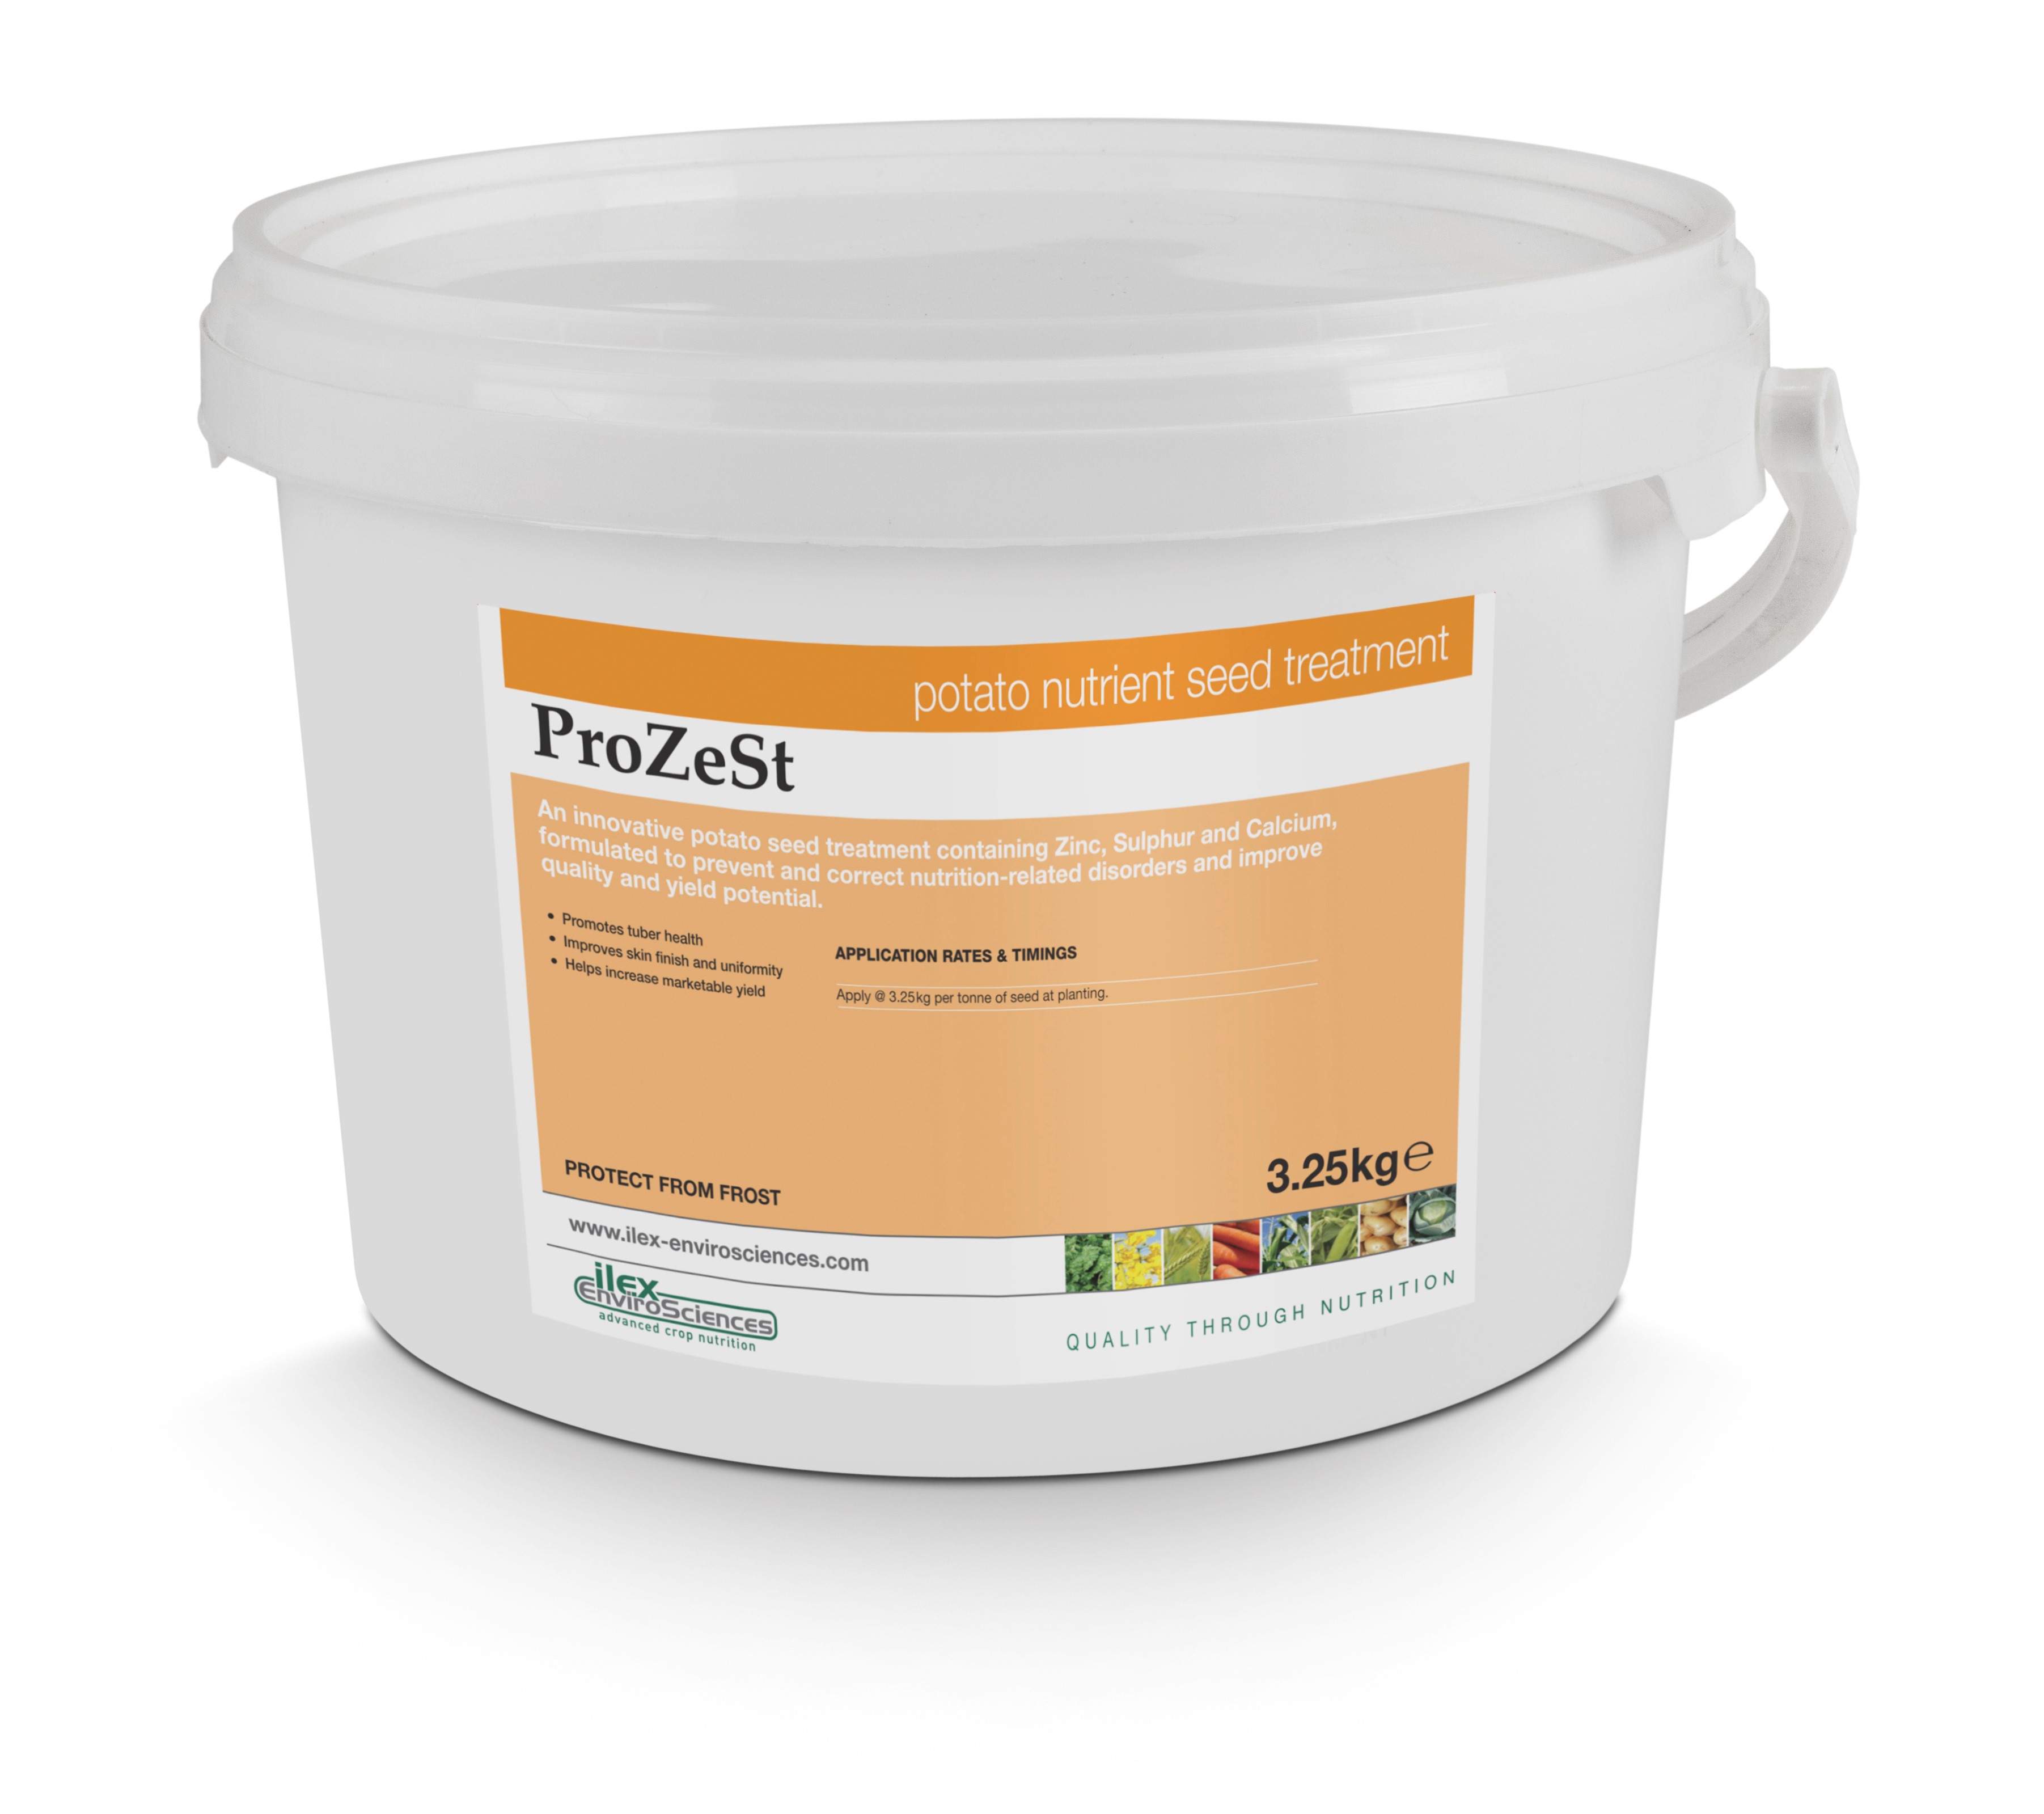 potato nutrient seed treatment
ProZeSt
An innovative potato seed treatment containing Zinc, Sulphur and Calcium,
formulated to prevent and correct nutrition-related disorders and improve
quality and yield potential.
• Promotes tuber health
• Improves skin finish and uniformity
• Helps increase marketable yield
APPLICATION RATES & TIMINGS
Apply @ 3.25kg per tonne of seed at planting.
PROTECT FROM FROST
3.25kg℮
www.ilex-envirosciences.com
ilex
EnviroSciences
advanced crop nutrition
QUALITY THROUGH NUTRITION